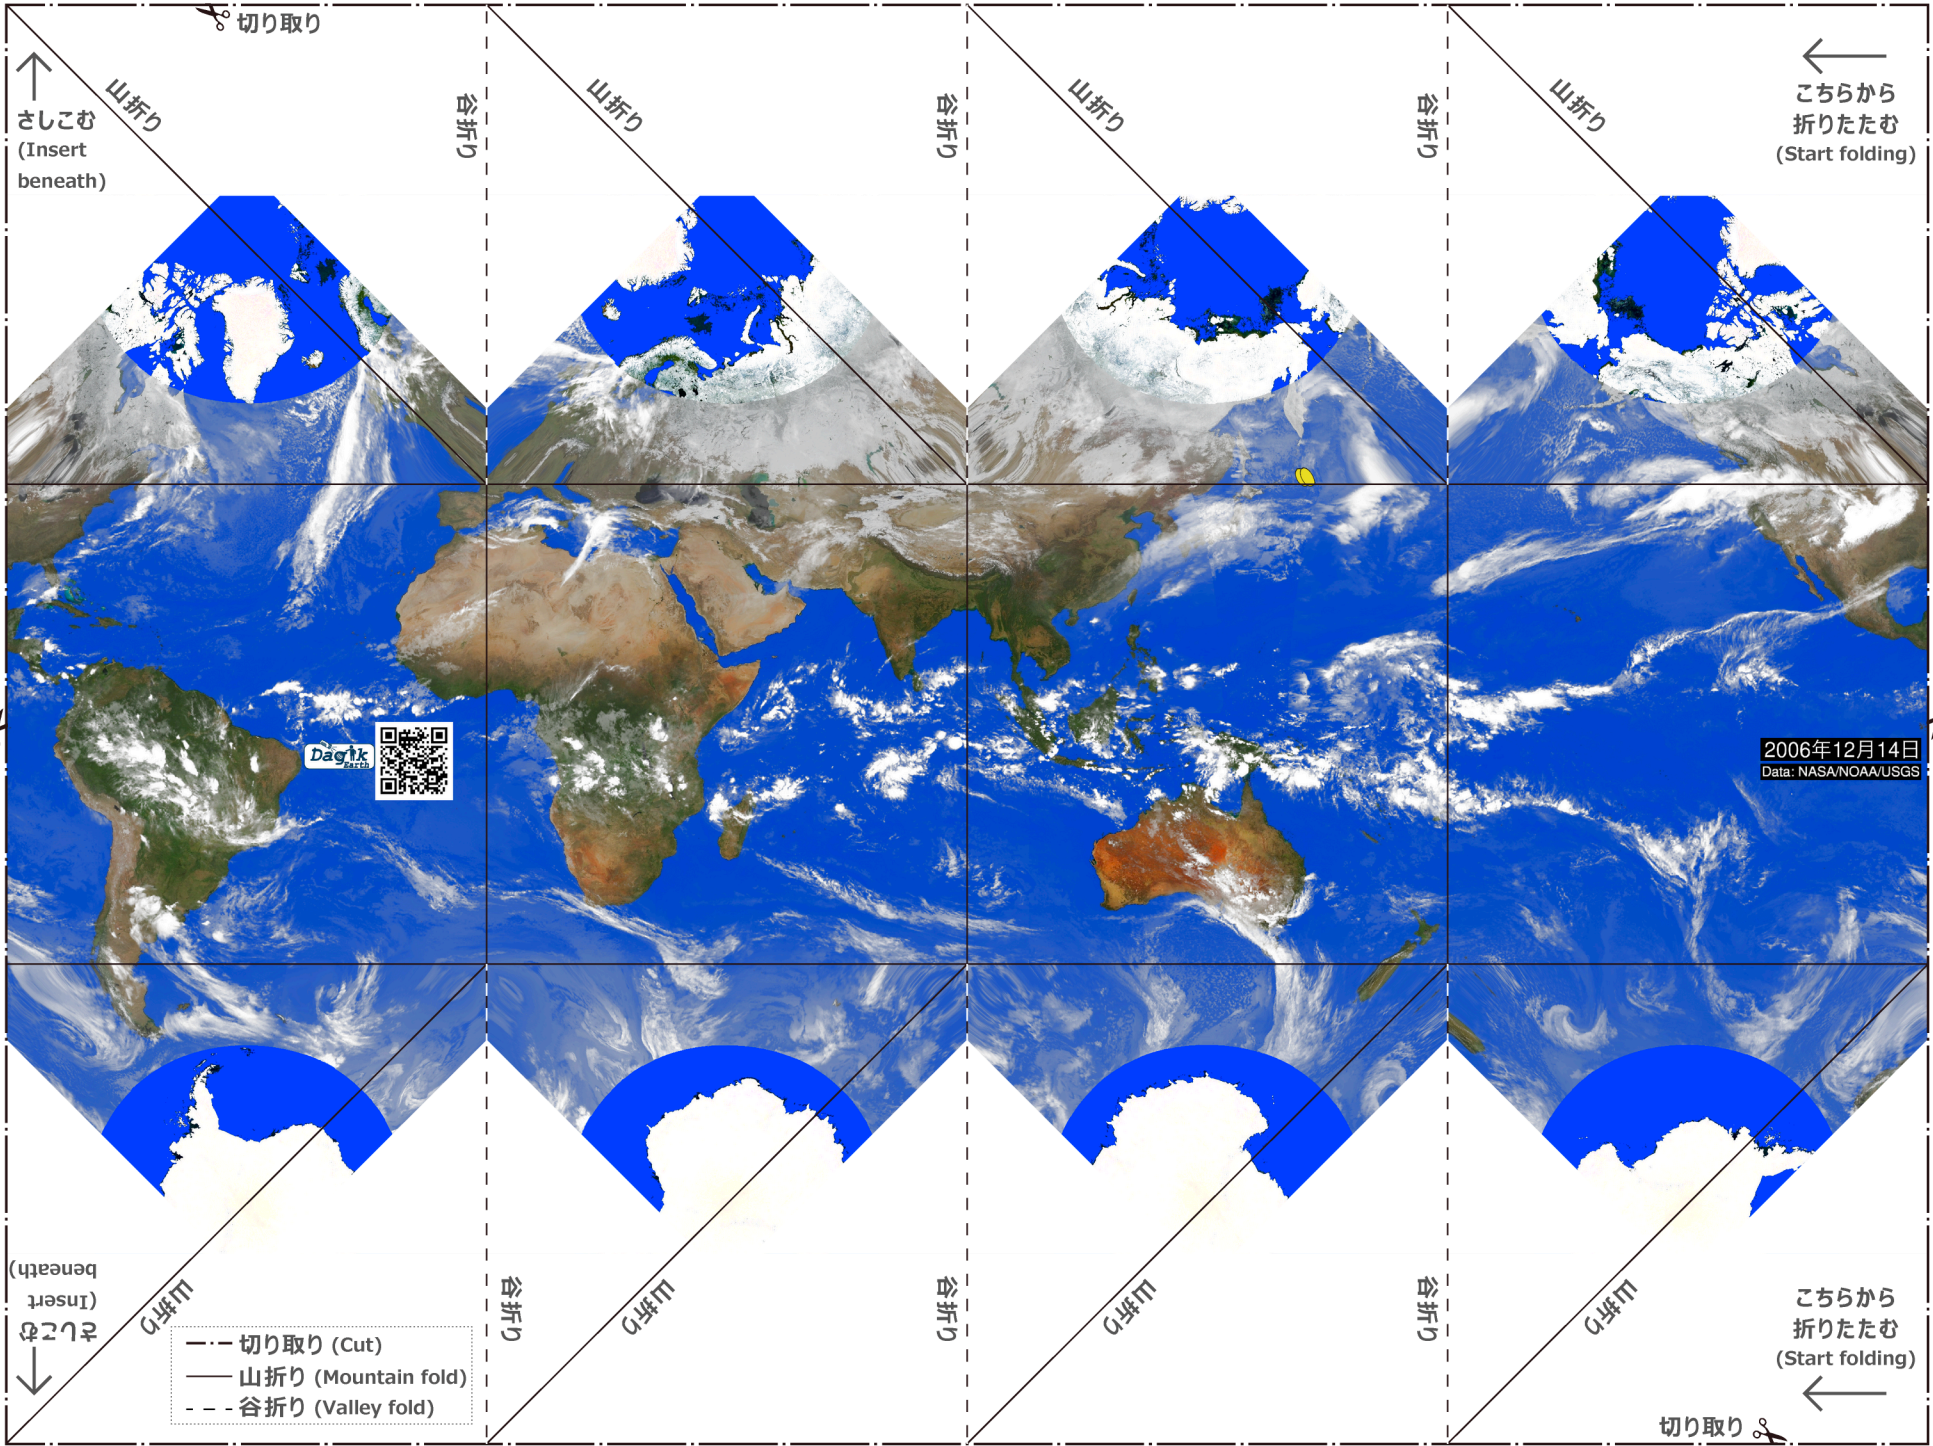 切り取り
山折り
谷折り
山折り
谷折り
山折り
谷折り
山折り
さしこむ
(Insert
beneath)
こちらから
折りたたむ
(Start folding)
Dagik
Earth
2006年12月14日
Data: NASA/NOAA/USGS
さしこむ
(Insert
beneath)
山折り
谷折り
山折り
谷折り
山折り
谷折り
山折り
こちらから
折りたたむ
(Start folding)
切り取り (Cut)
山折り (Mountain fold)
谷折り (Valley fold)
切り取り